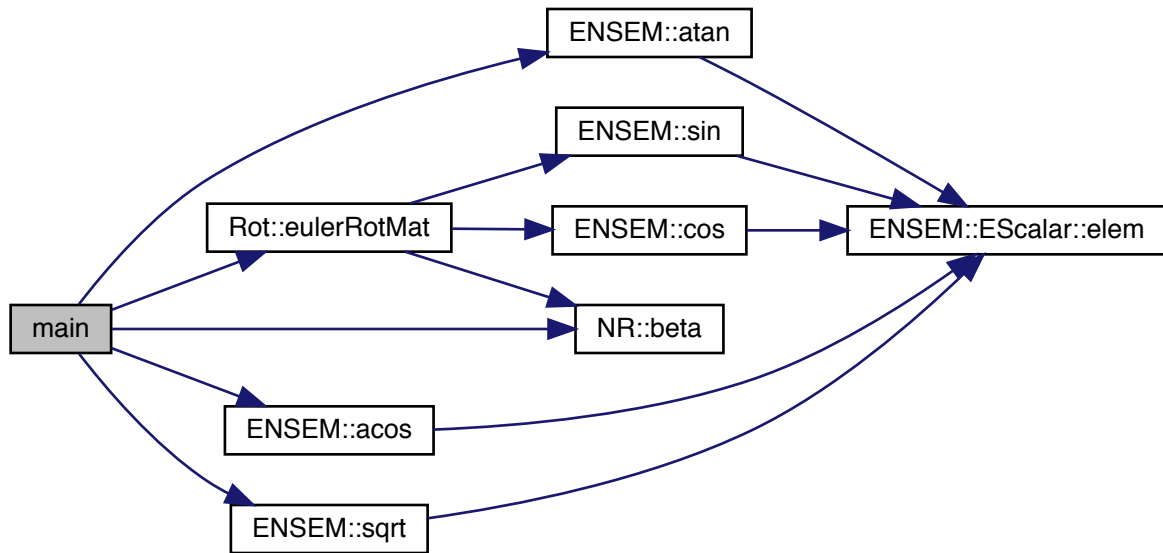 ENSEM::atan
ENSEM::sin
Rot::eulerRotMat
ENSEM::cos
ENSEM::EScalar::elem
main
NR::beta
ENSEM::acos
ENSEM::sqrt